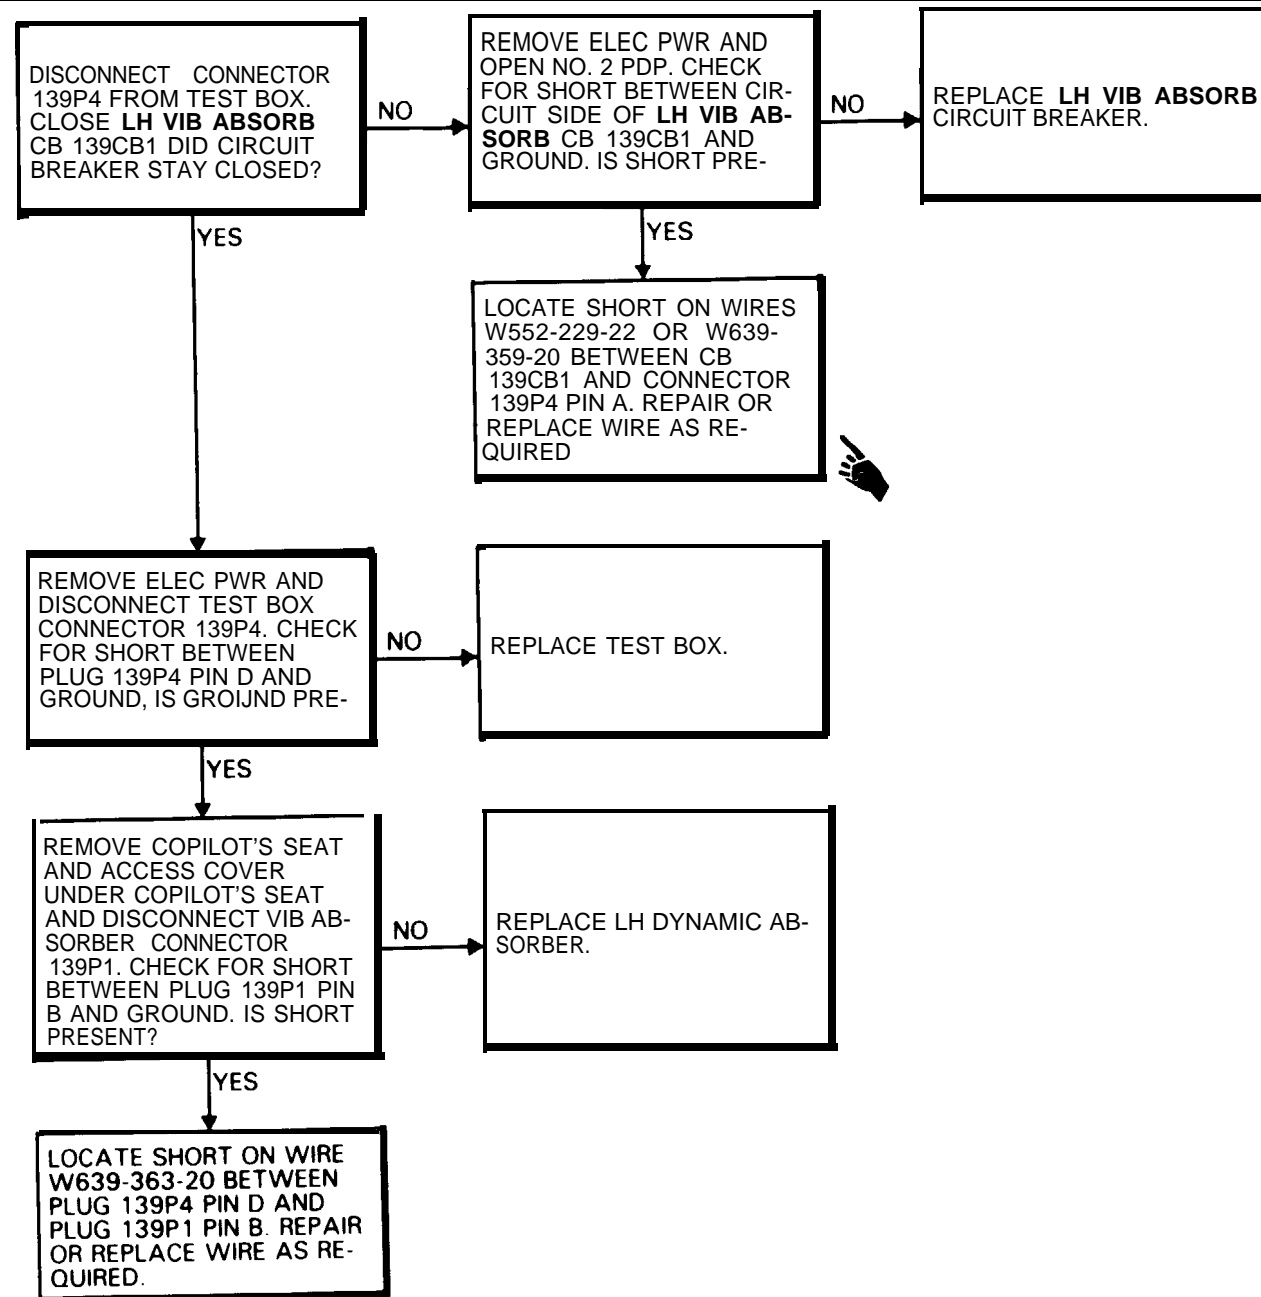 DISCONNECT CONNECTOR
139P4 FROM TEST BOX.
CLOSE LH VIB ABSORB
CB 139CB1 DID CIRCUIT
BREAKER STAY CLOSED?
NO
REMOVE ELEC PWR AND
OPEN NO. 2 PDP. CHECK
FOR SHORT BETWEEN CIR-
CUIT SIDE OF LH VIB AB-
SORB CB 139CB1 AND
GROUND. IS SHORT PRE-
NO
REPLACE LH VIB ABSORB
CIRCUIT BREAKER.
YES
YES
LOCATE SHORT ON WIRES
W552-229-22 OR W639-
359-20 BETWEEN CB
139CB1 AND CONNECTOR
139P4 PIN A. REPAIR OR
REPLACE WIRE AS RE-
QUIRED
REMOVE ELEC PWR AND
DISCONNECT TEST BOX
CONNECTOR 139P4. CHECK
FOR SHORT BETWEEN
PLUG 139P4 PIN D AND
GROUND, IS GROIJND PRE-
NO
REPLACE TEST BOX.
YES
REMOVE COPILOT'S SEAT
AND ACCESS COVER
UNDER COPILOT'S SEAT
AND DISCONNECT VIB AB-
SORBER CONNECTOR
139P1. CHECK FOR SHORT
BETWEEN PLUG 139P1 PIN
B AND GROUND. IS SHORT
PRESENT?
NO
REPLACE LH DYNAMIC AB-
SORBER.
YES
LOCATE SHORT ON WIRE
W639-363-20 BETWEEN
PLUG 139P4 PIN D AND
PLUG 139P1 PIN B. REPAIR
OR REPLACE WIRE AS RE-
QUIRED.